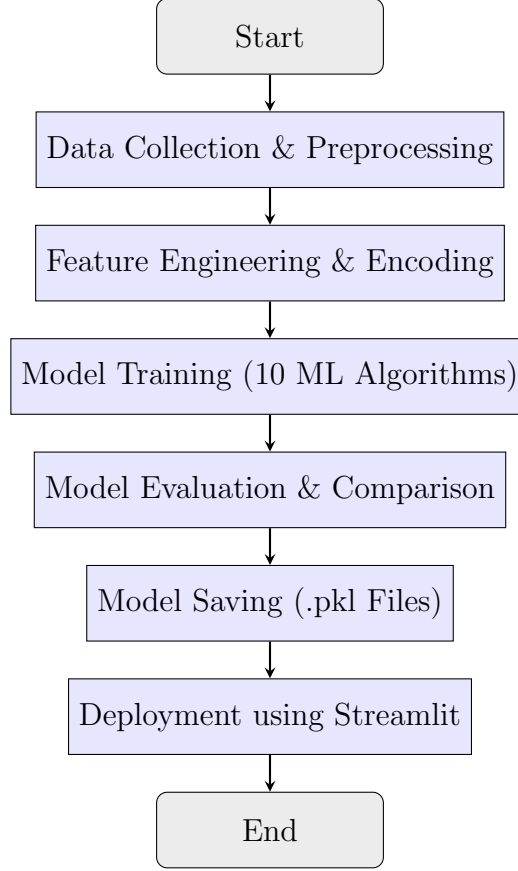 Start
Data Collection & Preprocessing
Feature Engineering & Encoding
Model Training (10 ML Algorithms)
Model Evaluation & Comparison
Model Saving (.pkl Files)
Deployment using Streamlit
End